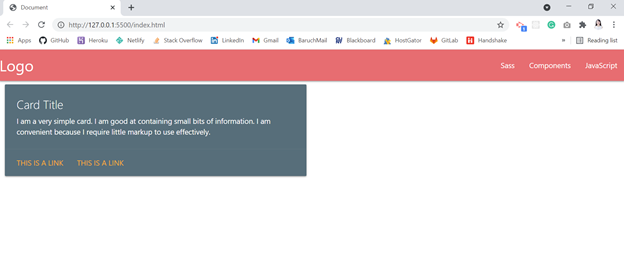 Document
http://127.0.0.1:5500/index.html
Apps GitHub Heroku Netlify Stack Overflow LinkedIn Gmail BaruchMail Blackboard HostGator GitLab Handshake » Reading list
Logo Sass Components JavaScript
Card Title
I am a very simple card. I am good at containing small bits of information. I am
convenient because I require little markup to use effectively.
THIS IS A LINK THIS IS A LINK